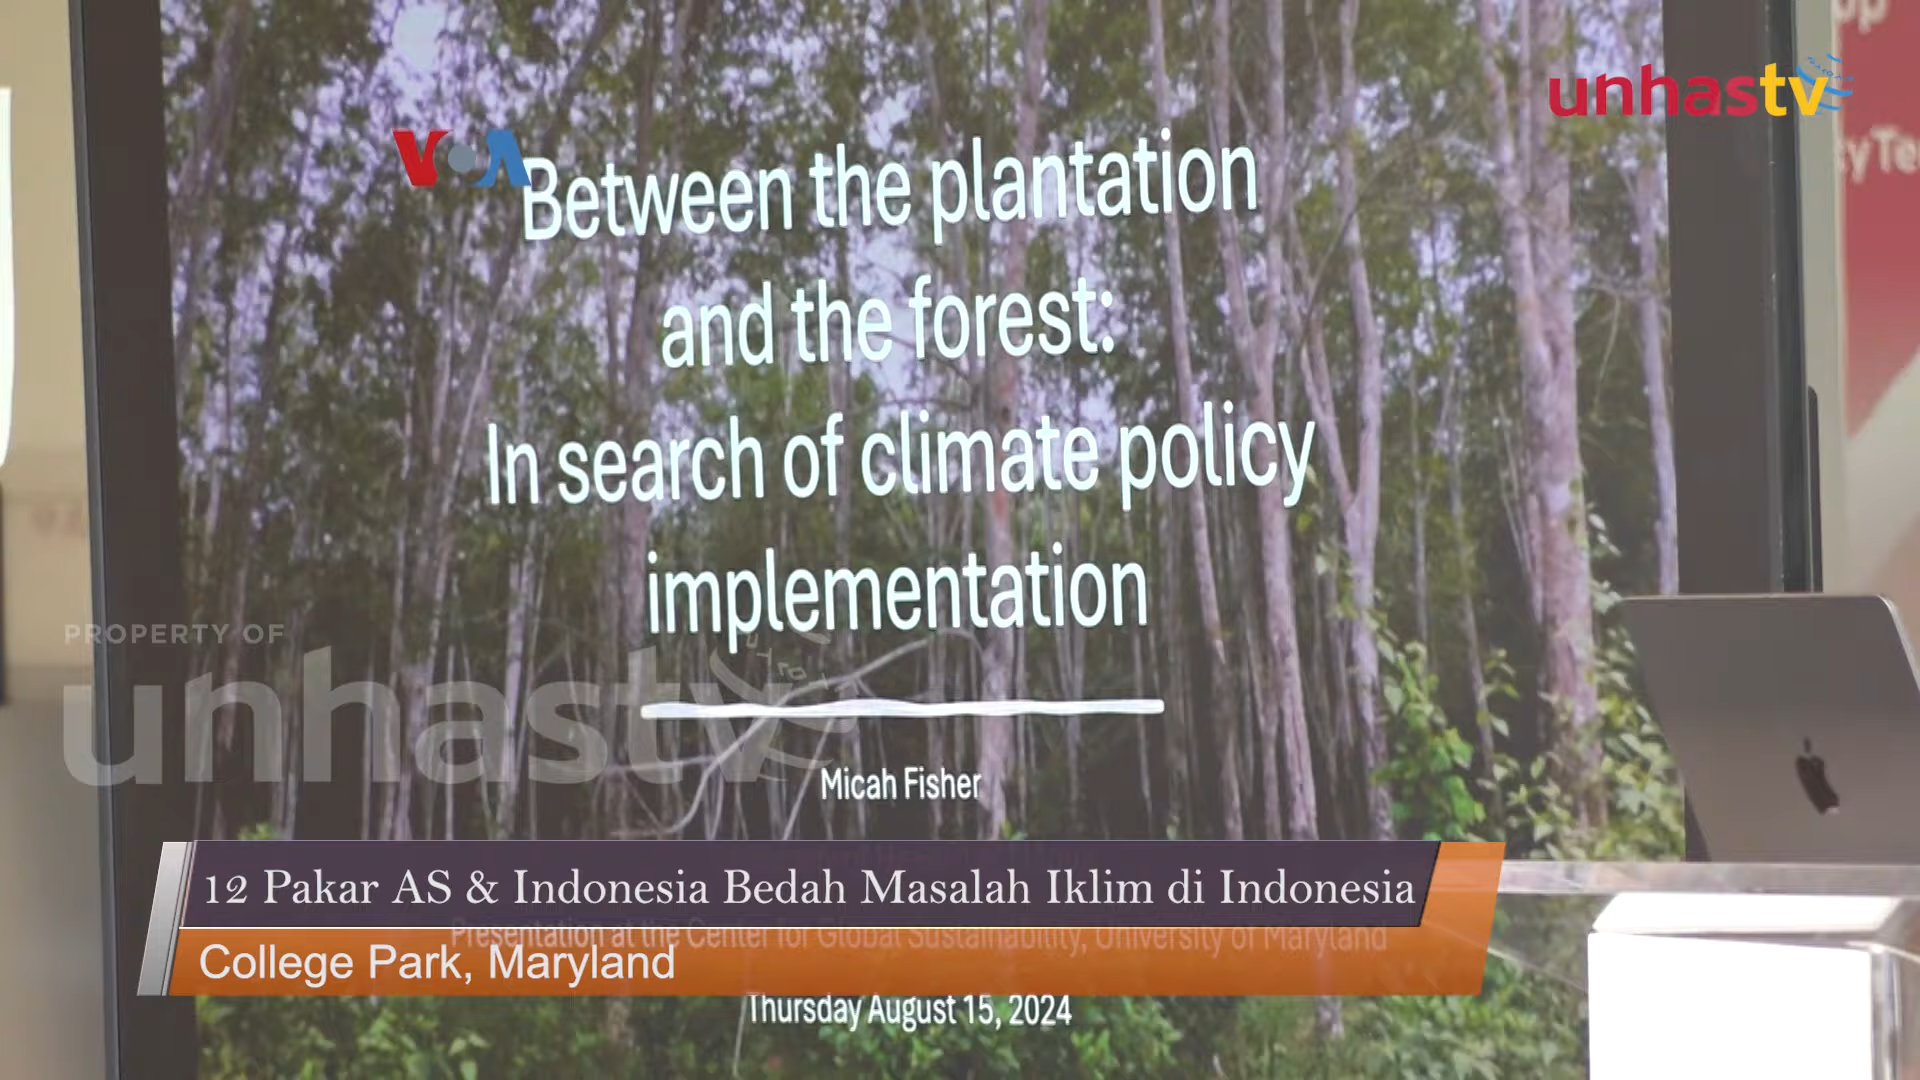 unhastv
VOA
Between the plantation
and the forest:
In search of climate policy
implementation
PROPERTY OF
unhastv
Micah Fisher
12 Pakar AS & Indonesia Bedah Masalah Iklim di Indonesia
Presentation at the Center for Global Sustainability, University of Maryland
College Park, Maryland
Thursday August 15, 2024